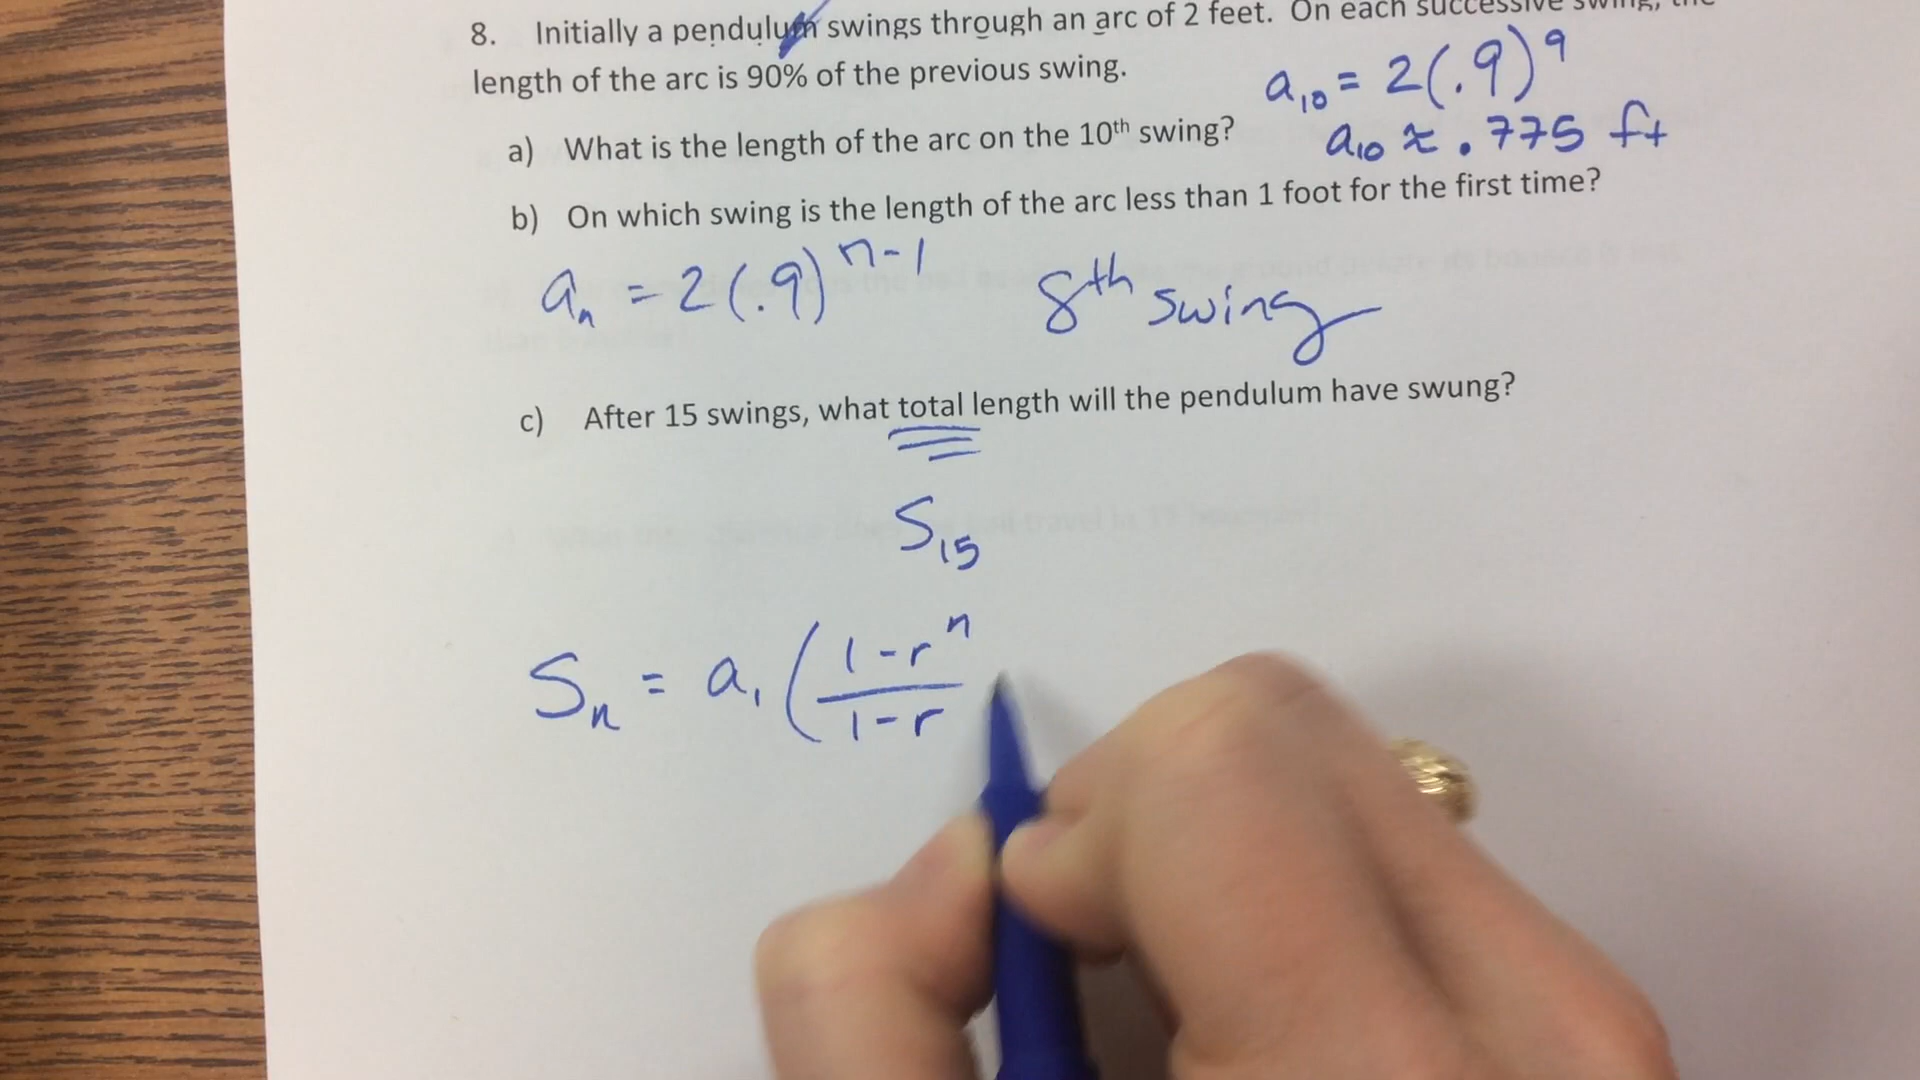 8. Initially a pendulum swings through an arc of 2 feet. On each successive swing, the
length of the arc is 90% of the previous swing.
a₁₀ = 2(.9)⁹
a) What is the length of the arc on the 10th swing?
a₁₀ ≈ .775 ft
b) On which swing is the length of the arc less than 1 foot for the first time?
aₙ = 2(.9)ⁿ⁻¹ 8th swing
c) After 15 swings, what total length will the pendulum have swung?
S₁₅
Sₙ = a₁ ( 1-rⁿ
1-r